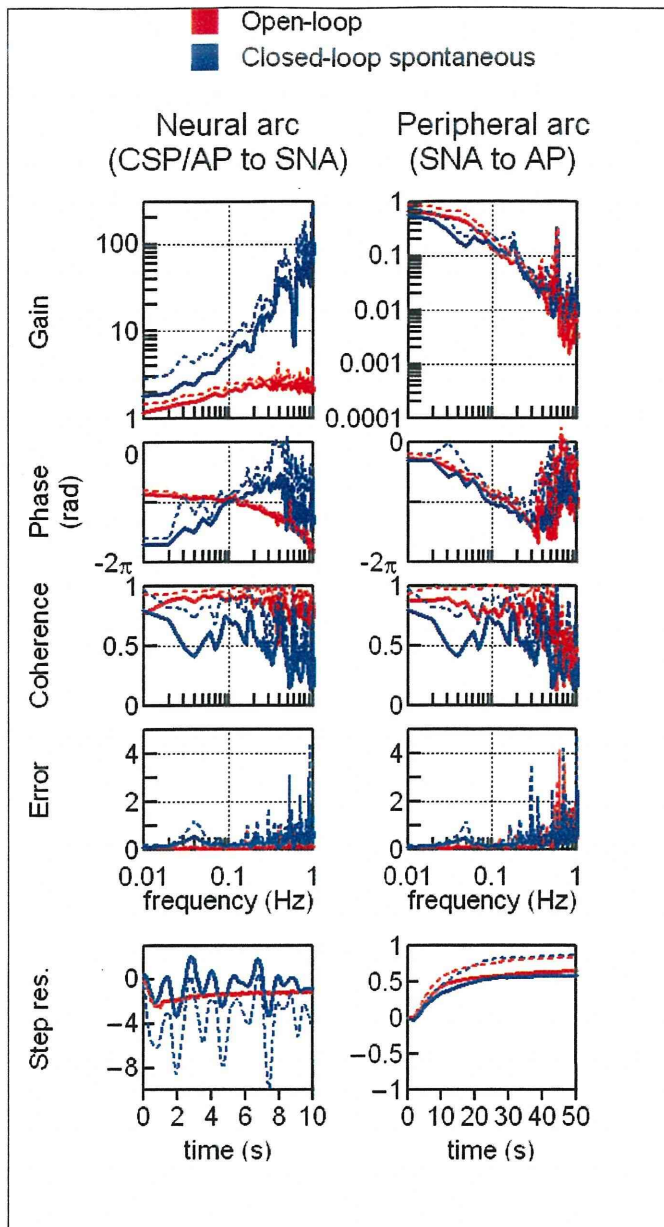 Open-loop
Closed-loop spontaneous
Neural arc
(CSP/AP to SNA)
Peripheral arc
(SNA to AP)
Gain
100
10
1
1
0.1
0.01
0.001
0.0001
Phase
(rad)
0
-2π
0
-2π
Coherence
1
0.5
0
1
0.5
0
Error
4
2
0
4
2
0
0.01
0.1
1
0.01
0.1
1
frequency (Hz)
frequency (Hz)
Step res.
0
−4
−8
1
0.5
0
−0.5
−1
0 2 4 6 8 10
0 10 20 30 40 50
time (s)
time (s)